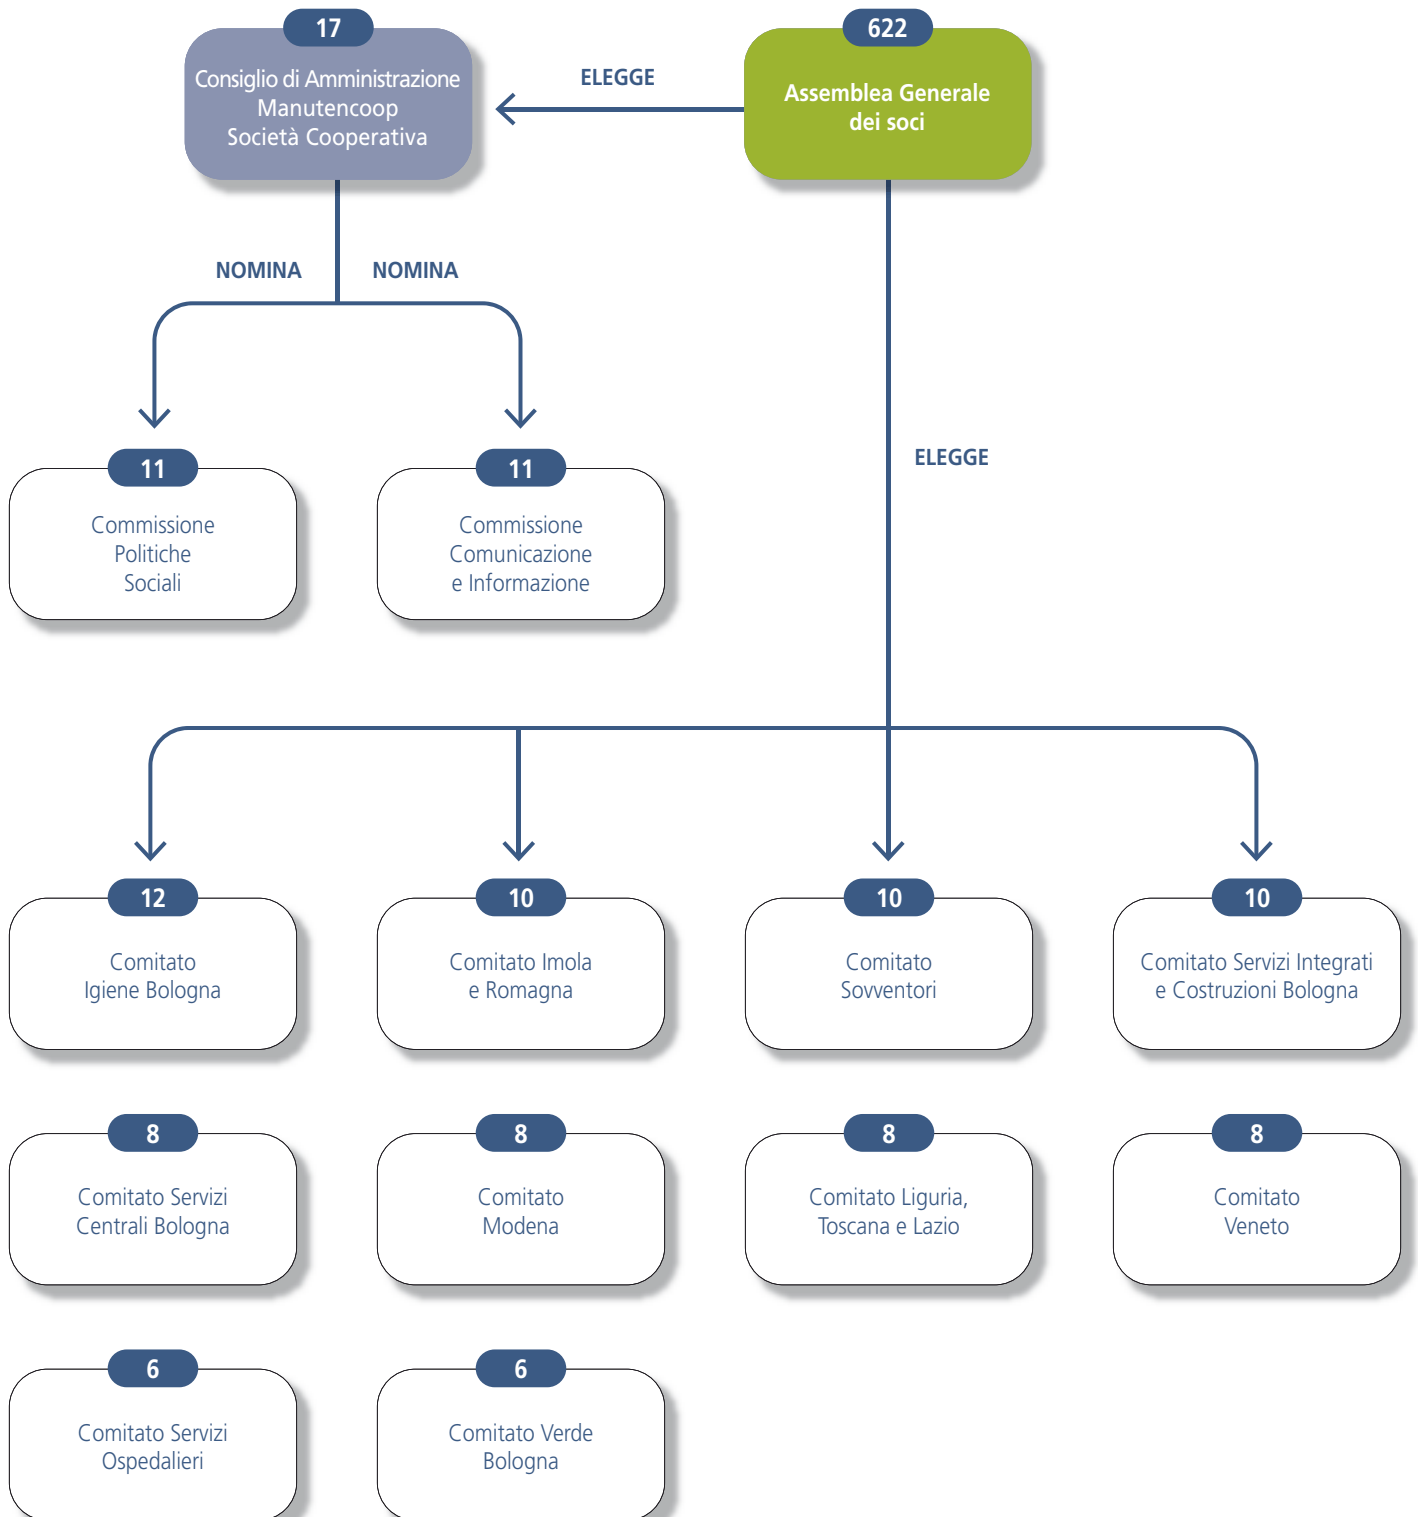 17
Consiglio di Amministrazione
Manutencoop
Società Cooperativa
ELEGGE
622
Assemblea Generale
dei soci
NOMINA
NOMINA
11
Commissione
Politiche
Sociali
11
Commissione
Comunicazione
e Informazione
ELEGGE
12
Comitato
Igiene Bologna
10
Comitato Imola
e Romagna
10
Comitato
Sovventori
10
Comitato Servizi Integrati
e Costruzioni Bologna
8
Comitato Servizi
Centrali Bologna
8
Comitato
Modena
8
Comitato Liguria,
Toscana e Lazio
8
Comitato
Veneto
6
Comitato Servizi
Ospedalieri
6
Comitato Verde
Bologna